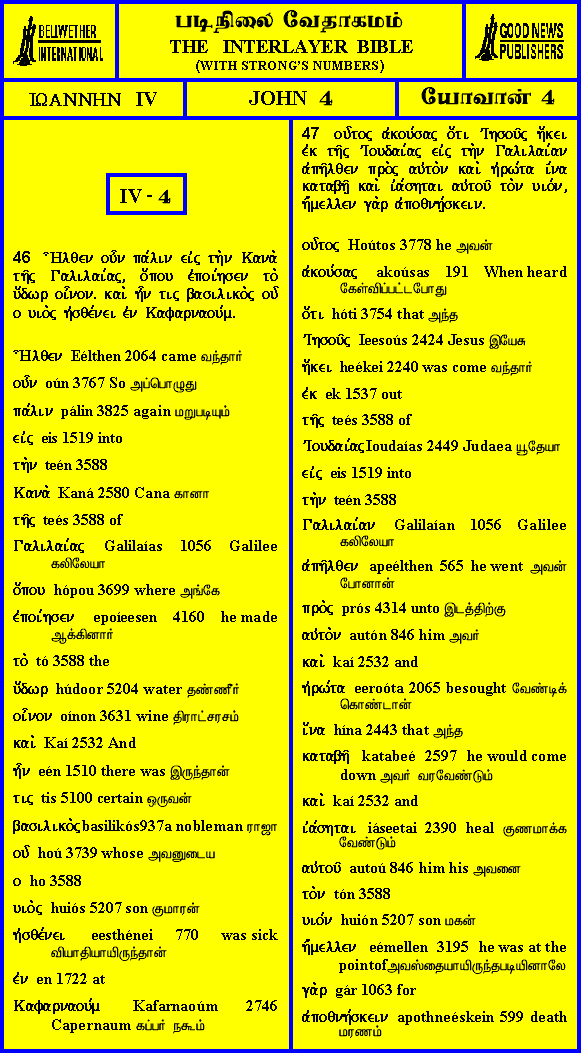 BELLWETHER
INTERNATIONAL
படிநிலை வேதாகமம்
THE INTERLAYER BIBLE
(WITH STRONG'S NUMBERS)
GOOD NEWS
PUBLISHERS
ΙΩΑΝΝΗΝ IV
JOHN 4
யோவான் 4
IV - 4
46 Ἦλθεν οὖν πάλιν εἰς τὴν Κανὰ
τῆς Γαλιλαίας, ὅπου ἐποίησεν τὸ
ὕδωρ οἶνον. καὶ ἦν τις βασιλικὸς οὗ
ο υιὸς ἠσθένει ἐν Καφαρναούμ.
Ἦλθεν Eélthen 2064 came வந்தார்
οὖν oún 3767 So அப்பொழுது
πάλιν pálin 3825 again மறுபடியும்
εἰς eis 1519 into
τὴν teén 3588
Κανὰ Kaná 2580 Cana கானா
τῆς teés 3588 of
Γαλιλαίας Galilaías 1056 Galilee
கலிலேயா
ὅπου hópou 3699 where அங்கே
ἐποίησεν epoíeesen 4160 he made
ஆக்கினார்
τὸ tó 3588 the
ὕδωρ húdoor 5204 water தண்ணீர்
οἶνον oínon 3631 wine திராட்சரசம்
καὶ Kaí 2532 And
ἦν eén 1510 there was இருந்தான்
τις tis 5100 certain ஒருவன்
βασιλικὸς basilikós937a nobleman ராஜா
οὗ hoú 3739 whose அவனுடைய
ο ho 3588
υιὸς huiós 5207 son குமாரன்
ἠσθένει eesthénei 770 was sick
வியாதியாயிருந்தான்
ἐν en 1722 at
Καφαρναούμ Kafarnaoúm 2746
Capernaum கப்பர் நகூம்
47 οὗτος ἀκούσας ὅτι Ἰησοῦς ἥκει
ἐκ τῆς Ἰουδαίας εἰς τὴν Γαλιλαίαν
ἀπῆλθεν πρὸς αὐτὸν καὶ ἠρώτα ἵνα
καταβῇ καὶ ἰάσηται αὐτοῦ τὸν υιόν,
ἤμελλεν γὰρ ἀποθνῄσκειν.
οὗτος Hoútos 3778 he அவன்
ἀκούσας akoúsas 191 When heard
கேள்விப்பட்டபோது
ὅτι hóti 3754 that அந்த
Ἰησοῦς Ieesoús 2424 Jesus இயேசு
ἥκει heékei 2240 was come வந்தார்
ἐκ ek 1537 out
τῆς teés 3588 of
Ἰουδαίας Ioudaías 2449 Judaea யூதேயா
εἰς eis 1519 into
τὴν teén 3588
Γαλιλαίαν Galilaían 1056 Galilee
கலிலேயா
ἀπῆλθεν apeélthen 565 he went அவன்
போனான்
πρὸς prós 4314 unto இடத்திற்கு
αὐτὸν autón 846 him அவர்
καὶ kaí 2532 and
ἠρώτα eeroóta 2065 besought வேண்டிக்
கொண்டான்
ἵνα hína 2443 that அந்த
καταβῇ katabeé 2597 he would come
down அவர் வரவேண்டும்
καὶ kaí 2532 and
ἰάσηται iáseetai 2390 heal குணமாக்க
வேண்டும்
αὐτοῦ autoú 846 him his அவனை
τὸν tón 3588
υιόν huión 5207 son மகன்
ἤμελλεν eémellen 3195 he was at the
pointofஅவஸ்தையாயிருந்தபடியினாலே
γὰρ gár 1063 for
ἀποθνῄσκειν apothneéskein 599 death
மரணம்